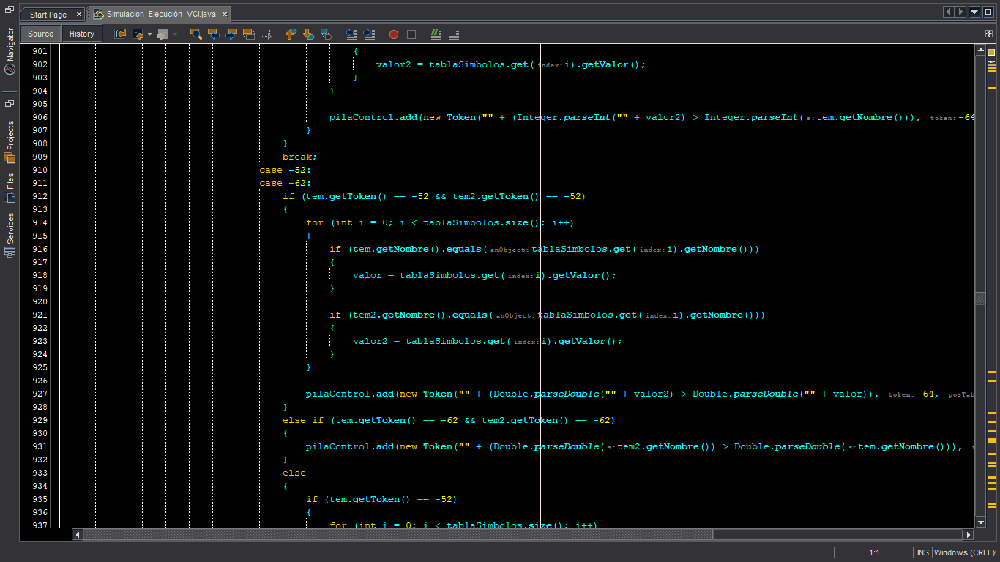 Start Page
Simulacion_Ejecución_VCI.java
Source
History
Navigator
Projects
Files
Services
901 {
902 valor2 = tablaSimbolos.get( index: i).getValor();
903 }
904 }
905
906 pilaControl.add(new Token("" + (Integer.parseInt("" + valor2) > Integer.parseInt( s: tem.getNombre())), token: -64
907 }
908 }
909 break;
910 case -52:
911 case -62:
912 if (tem.getToken() == -52 && tem2.getToken() == -52)
913 {
914 for (int i = 0; i < tablaSimbolos.size(); i++)
915 {
916 if (tem.getNombre().equals( anObject: tablaSimbolos.get( index: i).getNombre()))
917 {
918 valor = tablaSimbolos.get( index: i).getValor();
919 }
920
921 if (tem2.getNombre().equals( anObject: tablaSimbolos.get( index: i).getNombre()))
922 {
923 valor2 = tablaSimbolos.get( index: i).getValor();
924 }
925 }
926
927 pilaControl.add(new Token("" + (Double.parseDouble("" + valor2) > Double.parseDouble("" + valor)), token: -64, posTab
928 }
929 else if (tem.getToken() == -62 && tem2.getToken() == -62)
930 {
931 pilaControl.add(new Token("" + (Double.parseDouble( s: tem2.getNombre()) > Double.parseDouble( s: tem.getNombre())),
932 }
933 else
934 {
935 if (tem.getToken() == -52)
936 {
937 for (int i = 0; i < tablaSimbolos.size(); i++)
1:1
INS
Windows (CRLF)